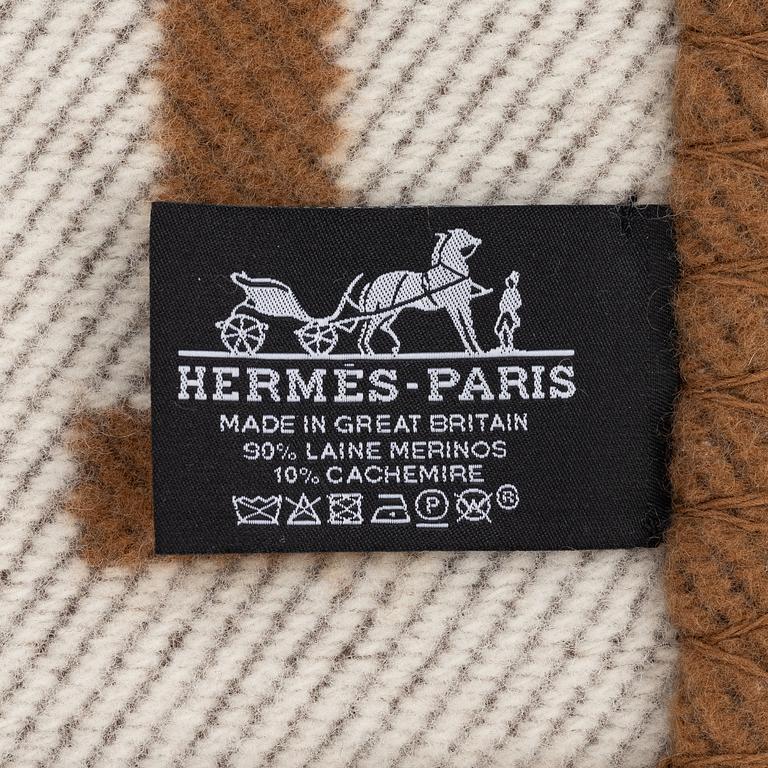 HERMÈS-PARIS
MADE IN GREAT BRITAIN
90% LAINE MERINOS
10% CACHEMIRE
P W ®